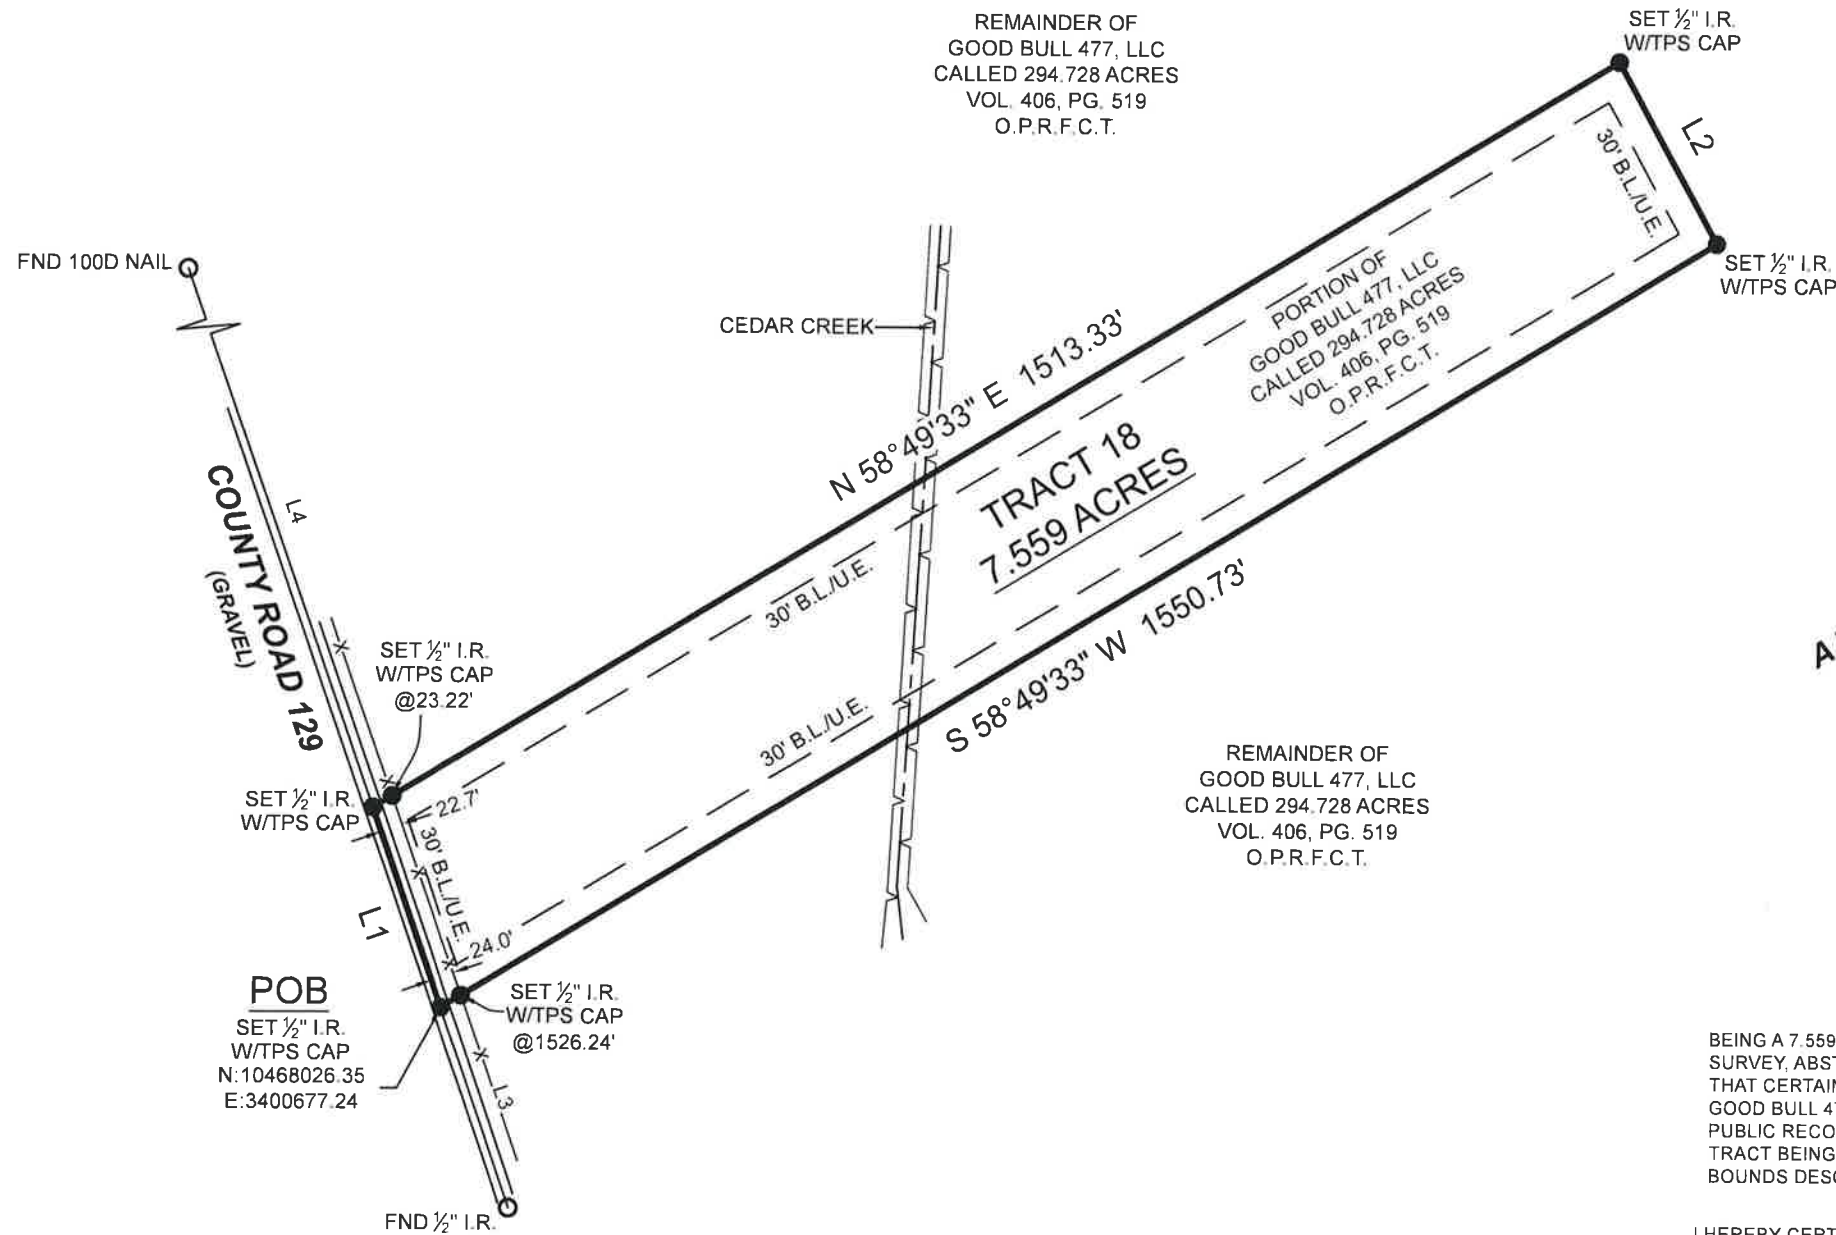 REMAINDER OF
GOOD BULL 477, LLC
CALLED 294.728 ACRES
VOL. 406, PG. 519
O.P.R.F.C.T.
SET ½" I.R.
W/TPS CAP
L2
30' B.L./U.E.
SET ½" I.R.
W/TPS CAP
FND 100D NAIL
CEDAR CREEK
N 58°49'33" E 1513.33'
PORTION OF
GOOD BULL 477, LLC
CALLED 294.728 ACRES
VOL. 406, PG. 519
O.P.R.F.C.T.
TRACT 18
7.559 ACRES
L4
COUNTY ROAD 129
(GRAVEL)
30' B.L./U.E.
S 58°49'33" W 1550.73'
30' B.L./U.E.
SET ½" I.R.
W/TPS CAP
@23.22'
X
X
X
X
X
SET ½" I.R.
W/TPS CAP
22.7'
30' B.L./U.E.
24.0'
L1
REMAINDER OF
GOOD BULL 477, LLC
CALLED 294.728 ACRES
VOL. 406, PG. 519
O.P.R.F.C.T.
POB
SET ½" I.R.
W/TPS CAP
N:10468026.35
E:3400677.24
SET ½" I.R.
W/TPS CAP
@1526.24'
L3
FND ½" I.R.
A
BEING A 7.559
SURVEY, ABST
THAT CERTAIN
GOOD BULL 47
PUBLIC RECO
TRACT BEING
BOUNDS DESC
I HEREBY CERT